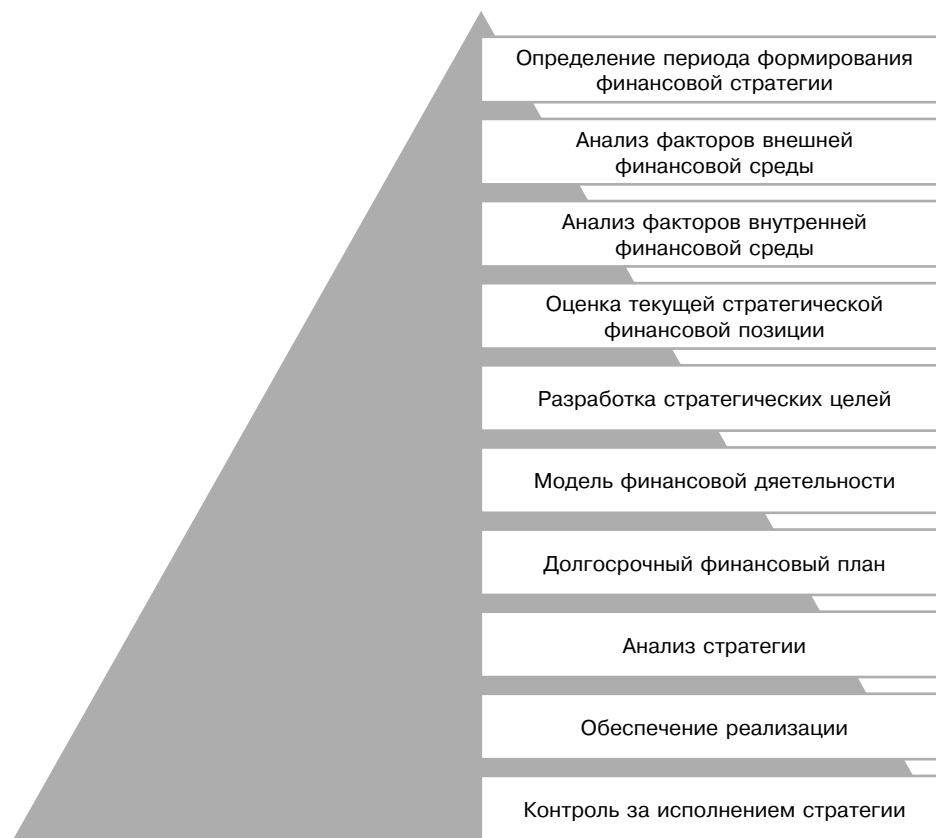 Определение периода формирования
финансовой стратегии
Анализ факторов внешней
финансовой среды
Анализ факторов внутренней
финансовой среды
Оценка текущей стратегической
финансовой позиции
Разработка стратегических целей
Модель финансовой дяетельности
Долгосрочный финансовый план
Анализ стратегии
Обеспечение реализации
Контроль за исполнением стратегии